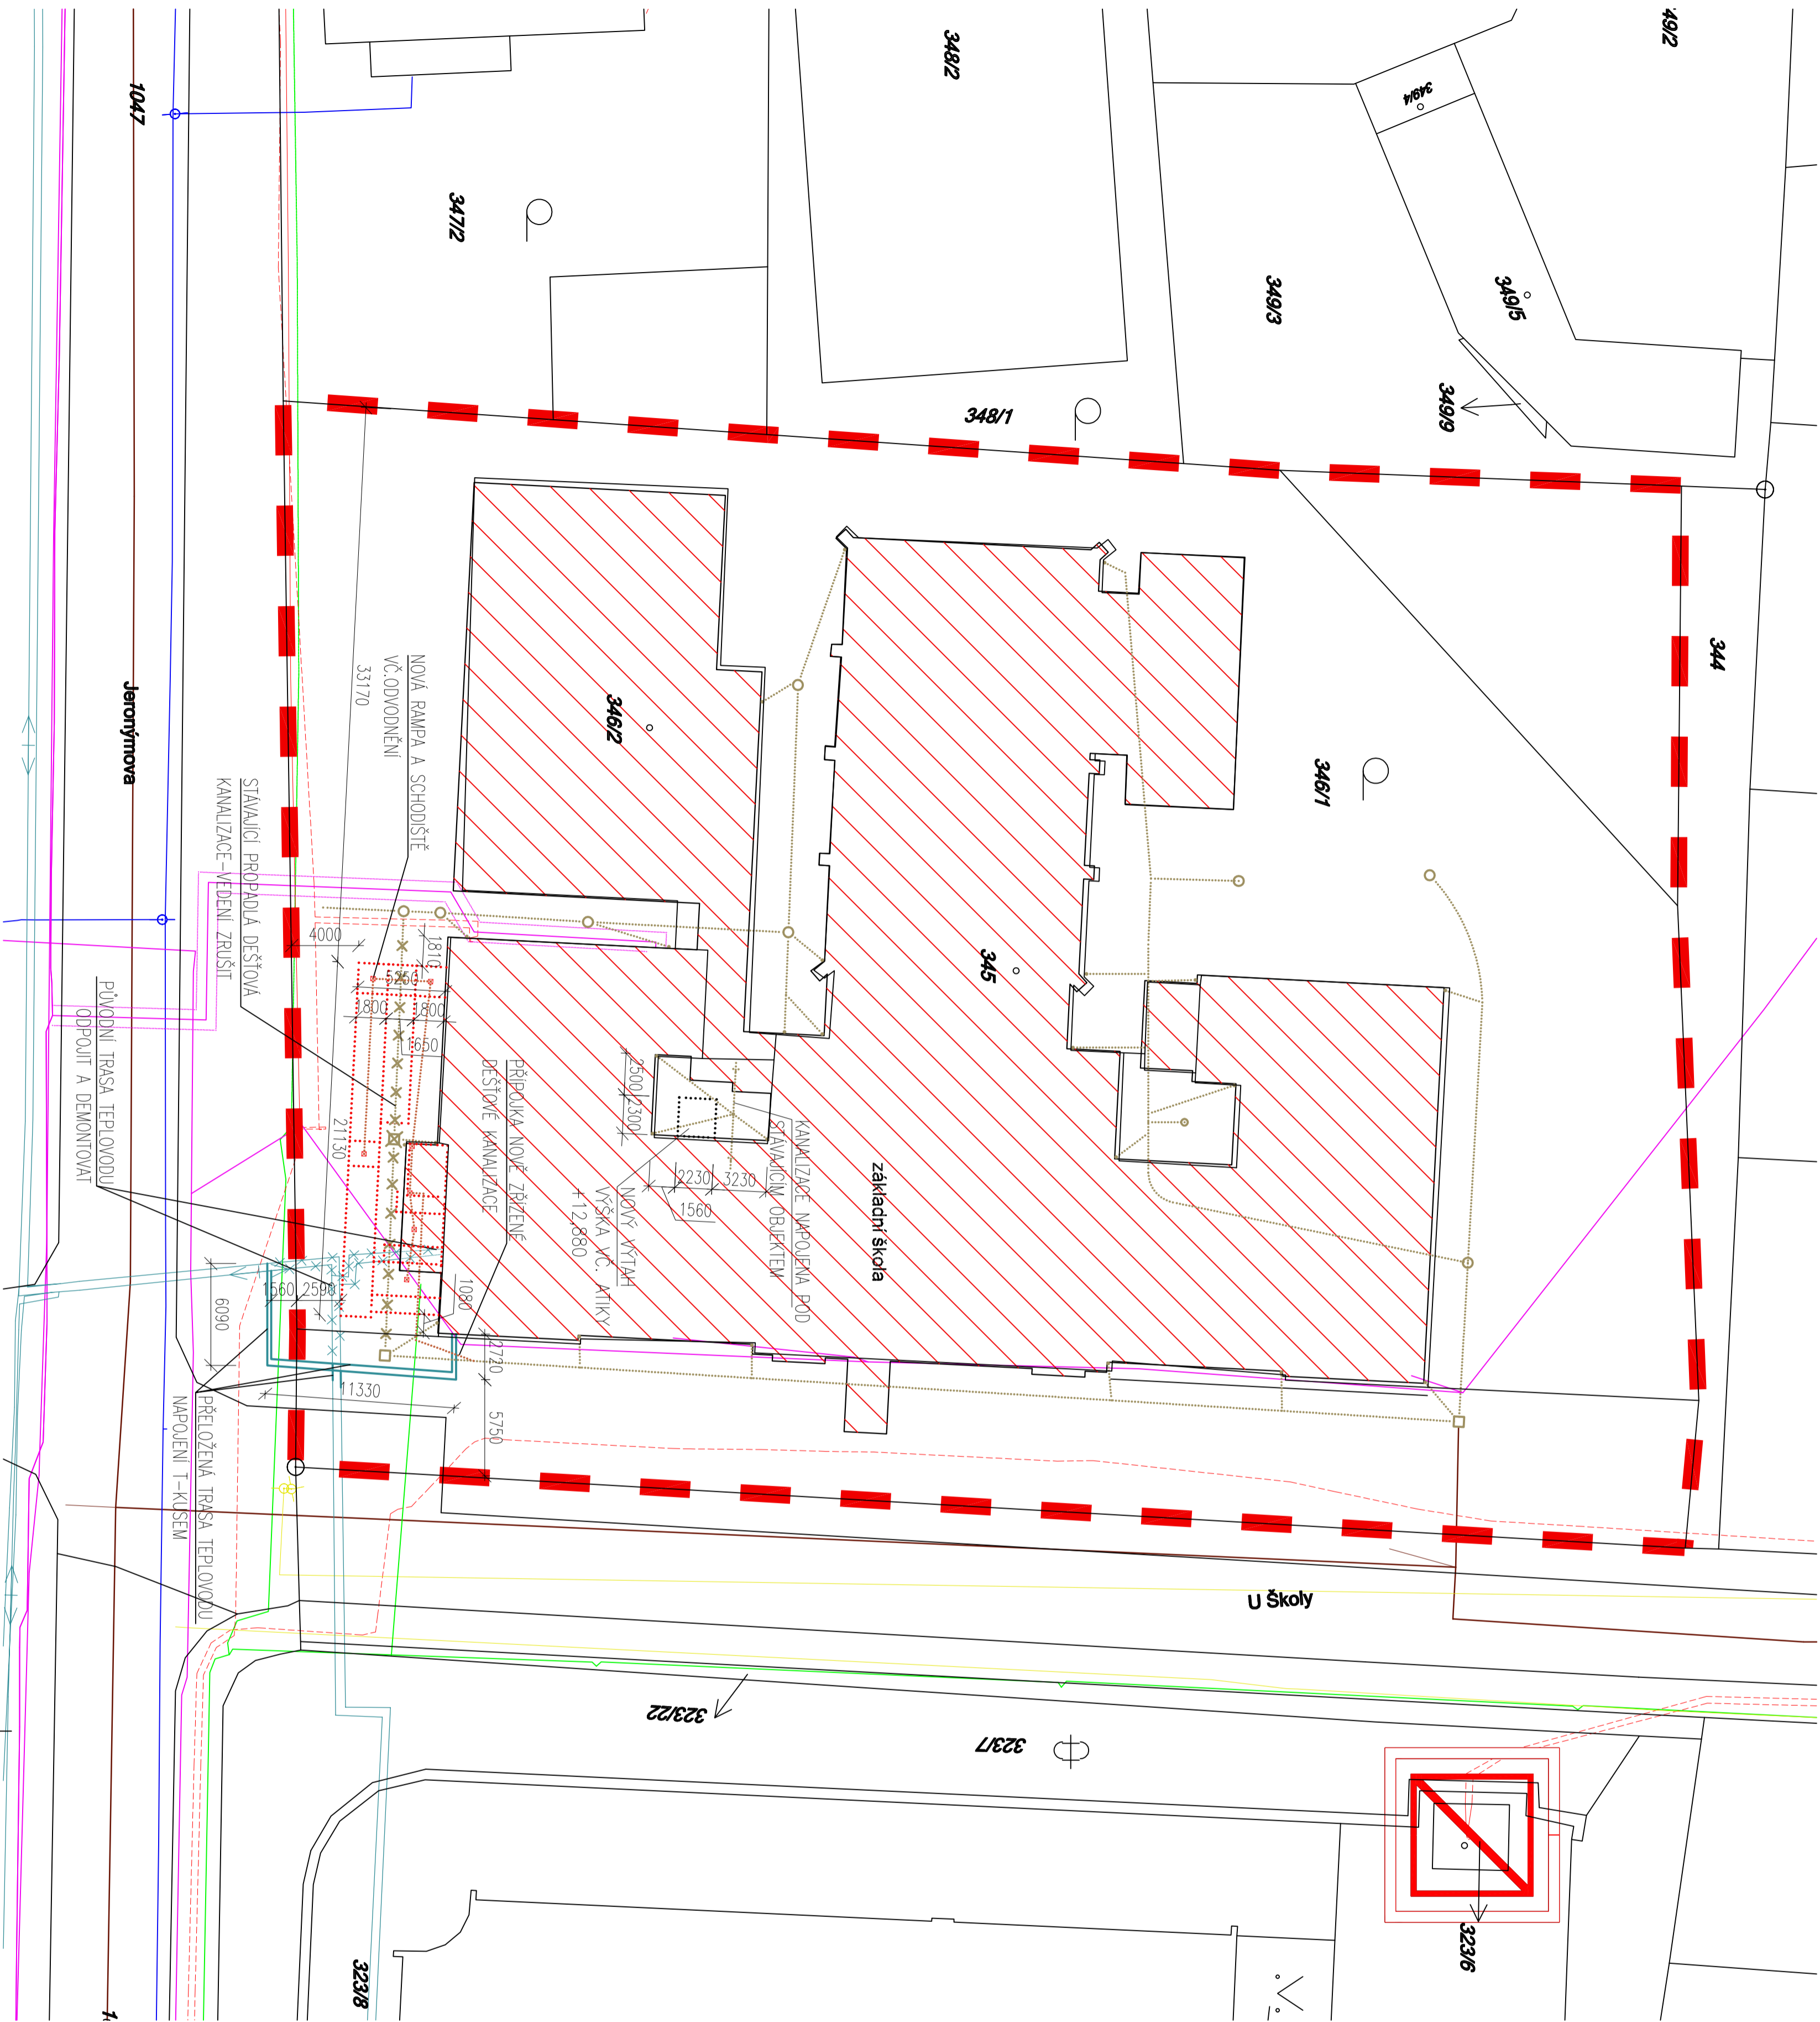 49/2
348/2
349/4
1047
347/2
349/3
349/5
349/9
348/1
344
NOVÁ RAMPA A SCHODIŠTĚ
VČ.ODVODNĚNÍ
33170
346/2
346/1
Jeronýmova
STÁVAJÍCÍ PROPADLÁ DEŠŤOVÁ
KANALIZACE-VEDENÍ ZRUŠIT
4000
1810
5250
1800
1800
1650
345
PŮVODNÍ TRASA TEPLOVODU
ODPOJIT A DEMONTOVAT
21130
PŘÍPOJKA NOVĚ ZŘÍZENÉ
DEŠŤOVÉ KANALIZACE
2500
2300
KANALIZACE NAPOJENA POD
STÁVAJÍCÍM OBJEKTEM
2230
3230
1560
NOVÝ VÝTAH
VÝŠKA VČ. ATIKY
+12,880
základní škola
1560
2590
6090
1080
2720
11330
5750
PŘELOŽENÁ TRASA TEPLOVODU
NAPOJENÍ T-KUSEM
U Školy
323/22
323/7
323/6
323/8
1